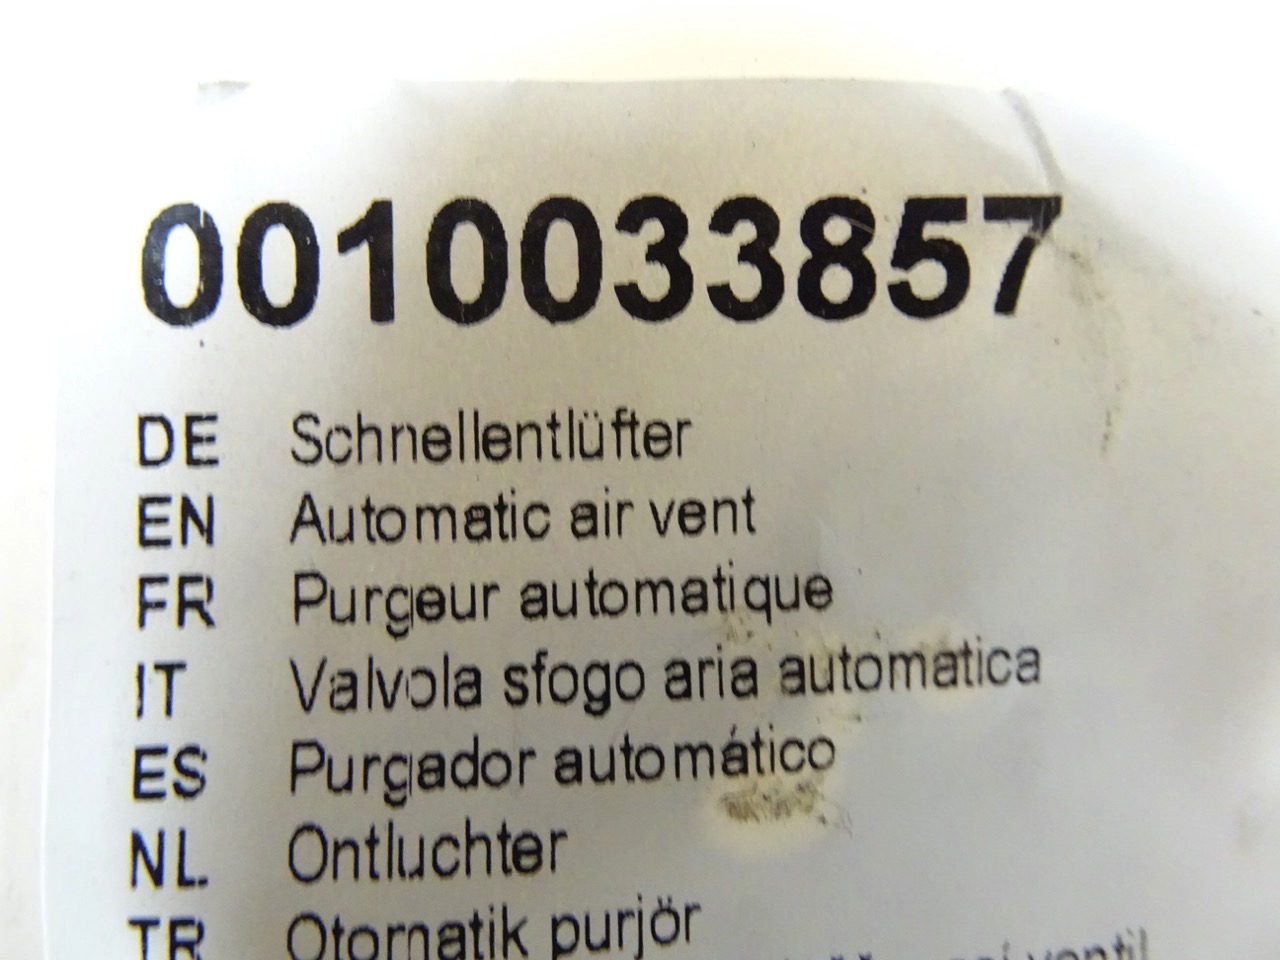 0010033857
DE Schnellentlüfter
EN Automatic air vent
FR Purgeur automatique
IT Valvola sfogo aria automatica
ES Purgador automático
NL Ontluchter
TR Otomatik purjör
ventil